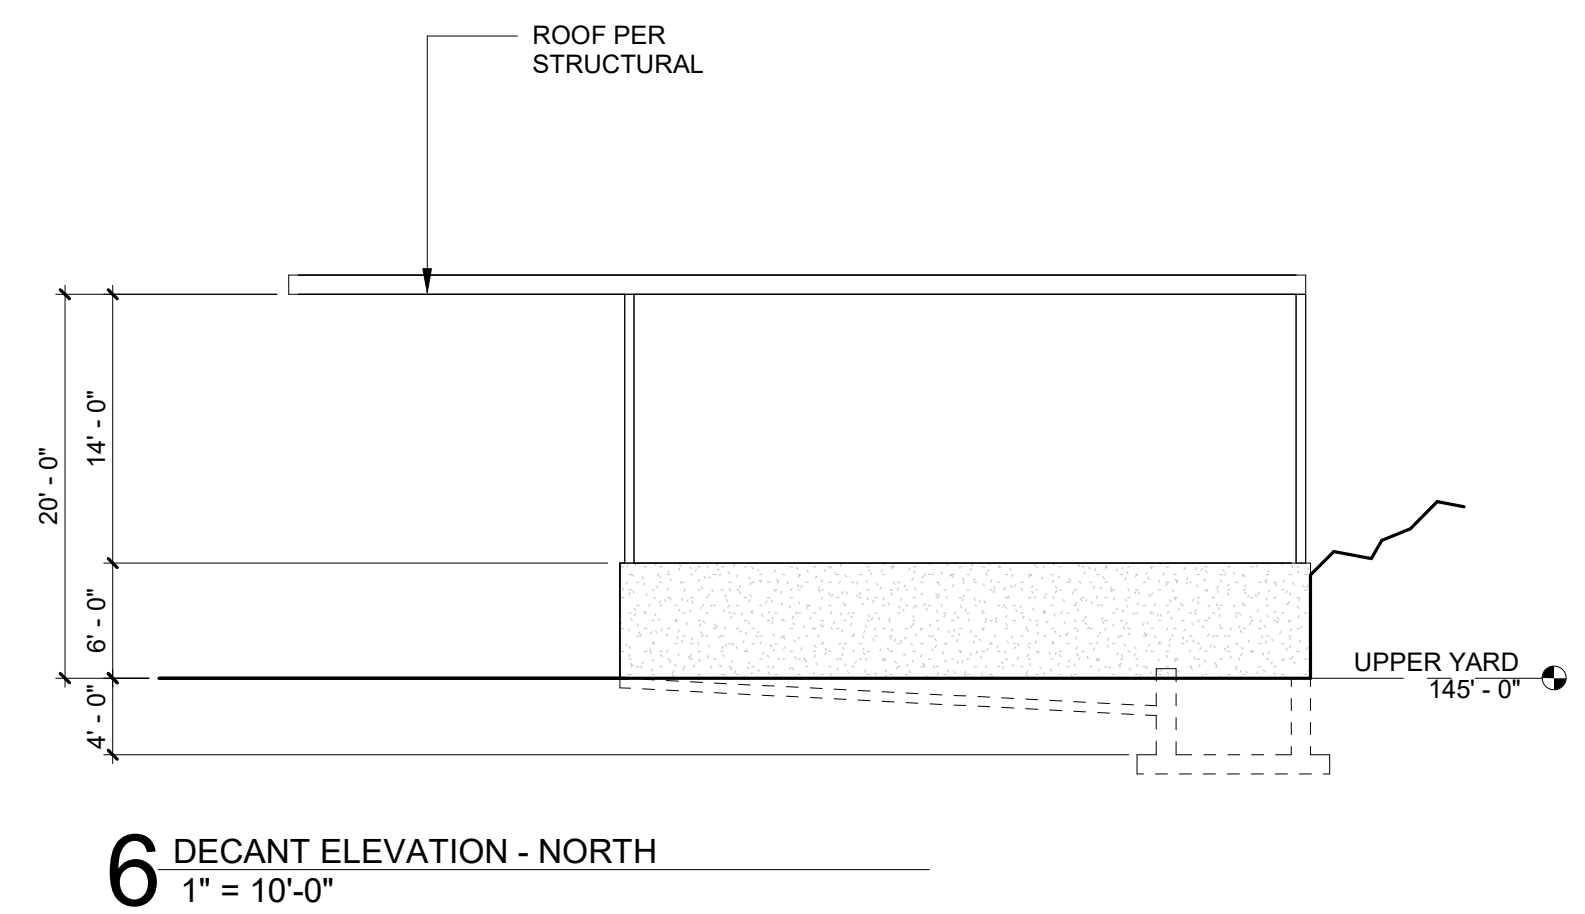 ROOF PER
STRUCTURAL
20' - 0"
14' - 0"
6' - 0"
4' - 0"
UPPER YARD
145' - 0"
6
DECANT ELEVATION - NORTH
1" = 10'-0"